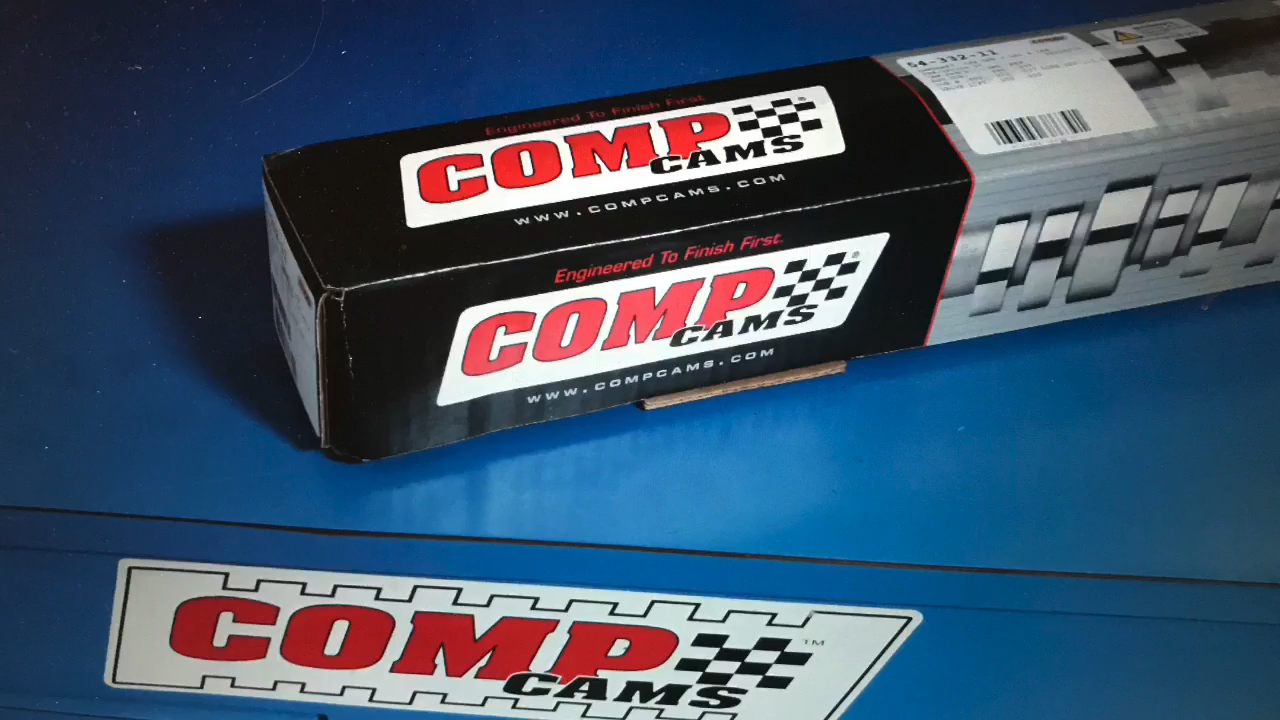 54-332-11
Engineered To Finish First
COMP
CAMS
®
WWW.COMPCAMS.COM
Engineered To Finish First.
COMP
CAMS
®
WWW.COMPCAMS.COM
COMP
CAMS
TM